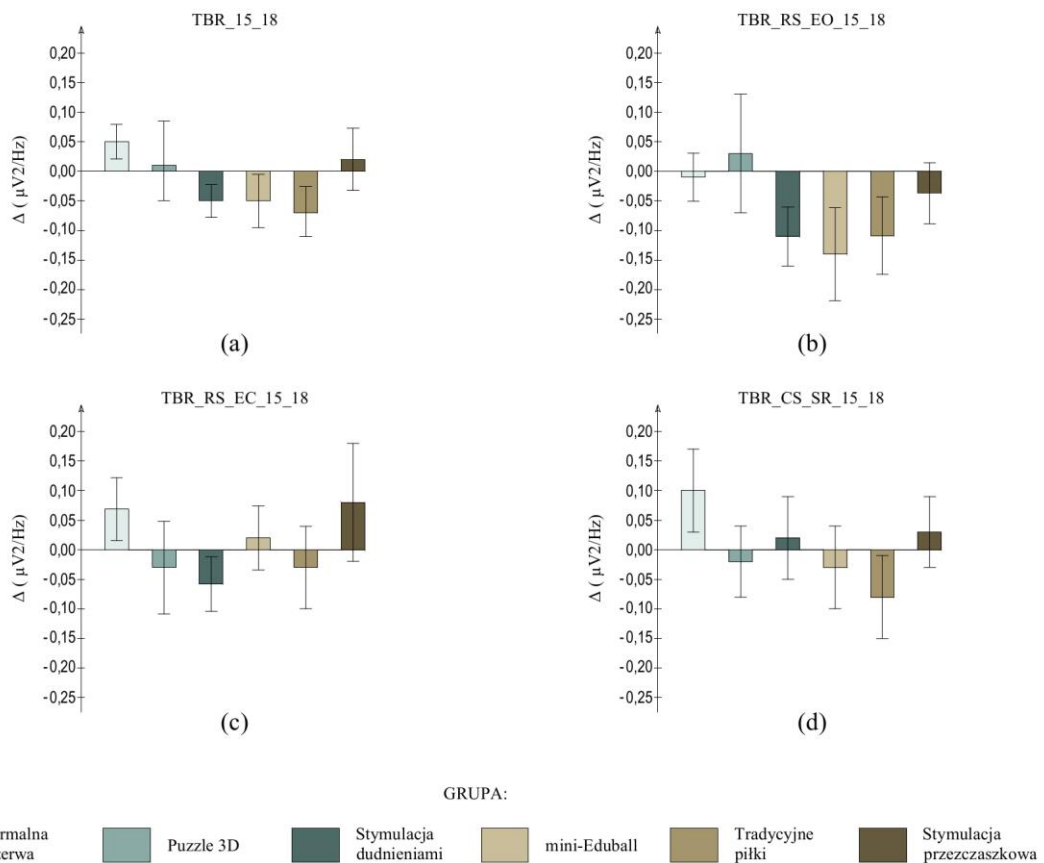 TBR_15_18
0,20
0,15
0,10
0,05
0,00
-0,05
-0,10
-0,15
-0,20
-0,25
Δ ( µV2/Hz)
(a)
TBR_RS_EO_15_18
0,20
0,15
0,10
0,05
0,00
-0,05
-0,10
-0,15
-0,20
-0,25
Δ ( µV2/Hz)
(b)
TBR_RS_EC_15_18
0,20
0,15
0,10
0,05
0,00
-0,05
-0,10
-0,15
-0,20
-0,25
Δ ( µV2/Hz)
(c)
TBR_CS_SR_15_18
0,20
0,15
0,10
0,05
0,00
-0,05
-0,10
-0,15
-0,20
-0,25
Δ ( µV2/Hz)
(d)
GRUPA:
rmalna
erwa
Puzzle 3D
Stymulacja
dudnieniami
mini-Eduball
Tradycyjne
piłki
Stymulacja
przezczaszkowa